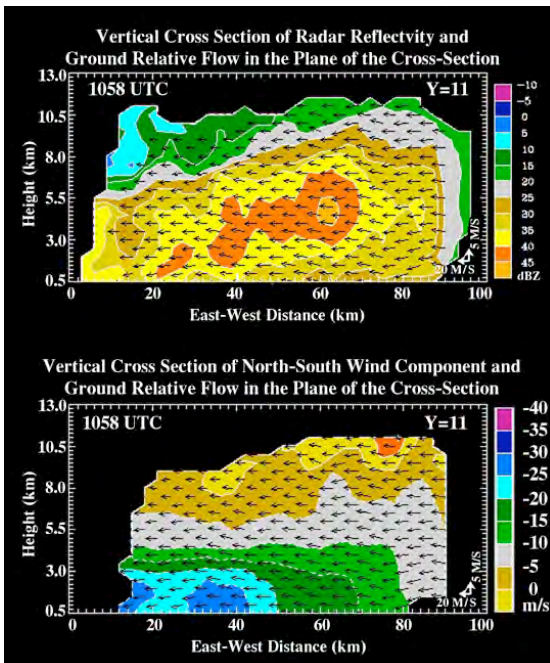 Vertical Cross Section of Radar Reflectvity and
Ground Relative Flow in the Plane of the Cross-Section
13.0
1058 UTC
Y=11
10.5
8.0
5.5
3.0
0.5
Height (km)
0
20
40
60
80
100
East-West Distance (km)
5 M/S
20 M/S
-10
-5
0
5
10
15
20
25
30
35
40
45
dBZ
Vertical Cross Section of North-South Wind Component and
Ground Relative Flow in the Plane of the Cross-Section
13.0
1058 UTC
Y=11
10.5
8.0
5.5
3.0
0.5
Height (km)
0
20
40
60
80
100
East-West Distance (km)
5 M/S
20 M/S
-40
-35
-30
-25
-20
-15
-10
-5
0
m/s